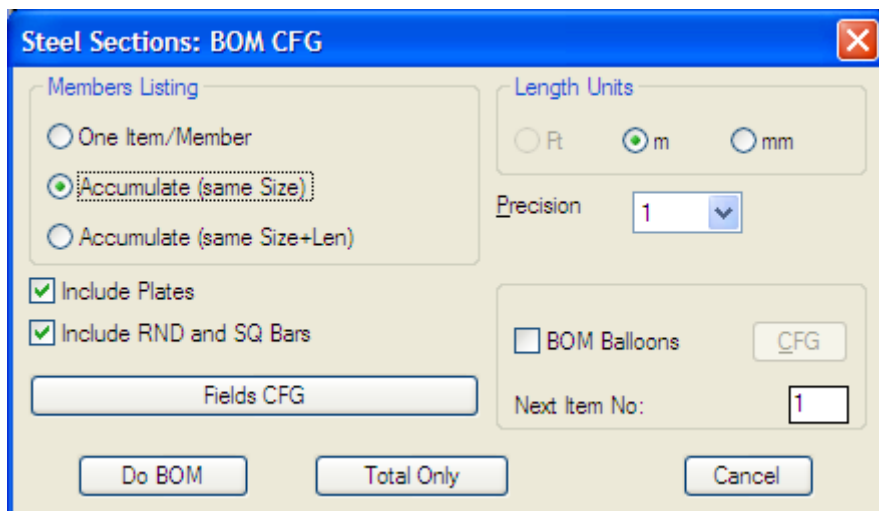 Steel Sections: BOM CFG
Members Listing
One Item/Member
Accumulate (same Size)
Accumulate (same Size+Len)
Include Plates
Include RND and SQ Bars
Fields CFG
Length Units
Ft m mm
Precision 1
BOM Balloons CFG
Next Item No: 1
Do BOM Total Only Cancel